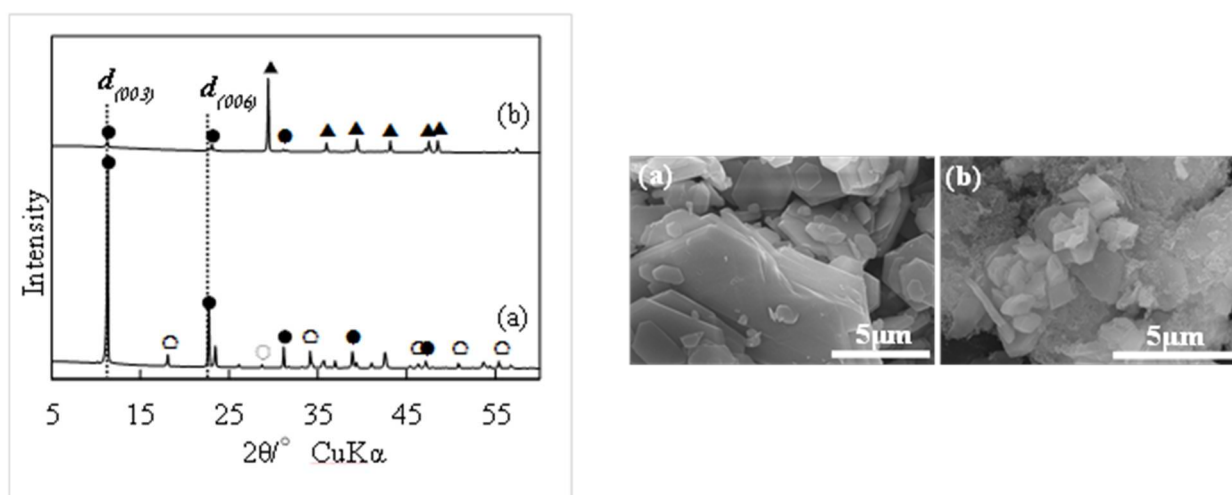 d(003)
d(006)
(b)
(a)
Intensity
5 15 25 35 45 55
2θ/° CuKα
(a)
5μm
(b)
5μm